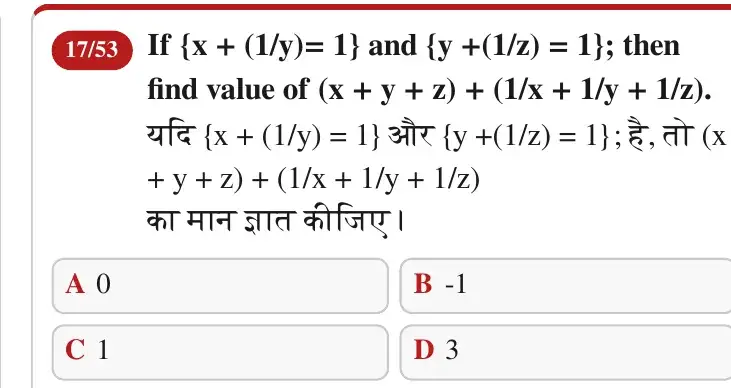 17/53 If {x + (1/y)= 1} and {y +(1/z) = 1}; then
find value of (x + y + z) + (1/x + 1/y + 1/z).
यदि {x + (1/y) = 1} और {y +(1/z) = 1}; है, तो (x
+ y + z) + (1/x + 1/y + 1/z)
का मान ज्ञात कीजिए।
A 0
B -1
C 1
D 3